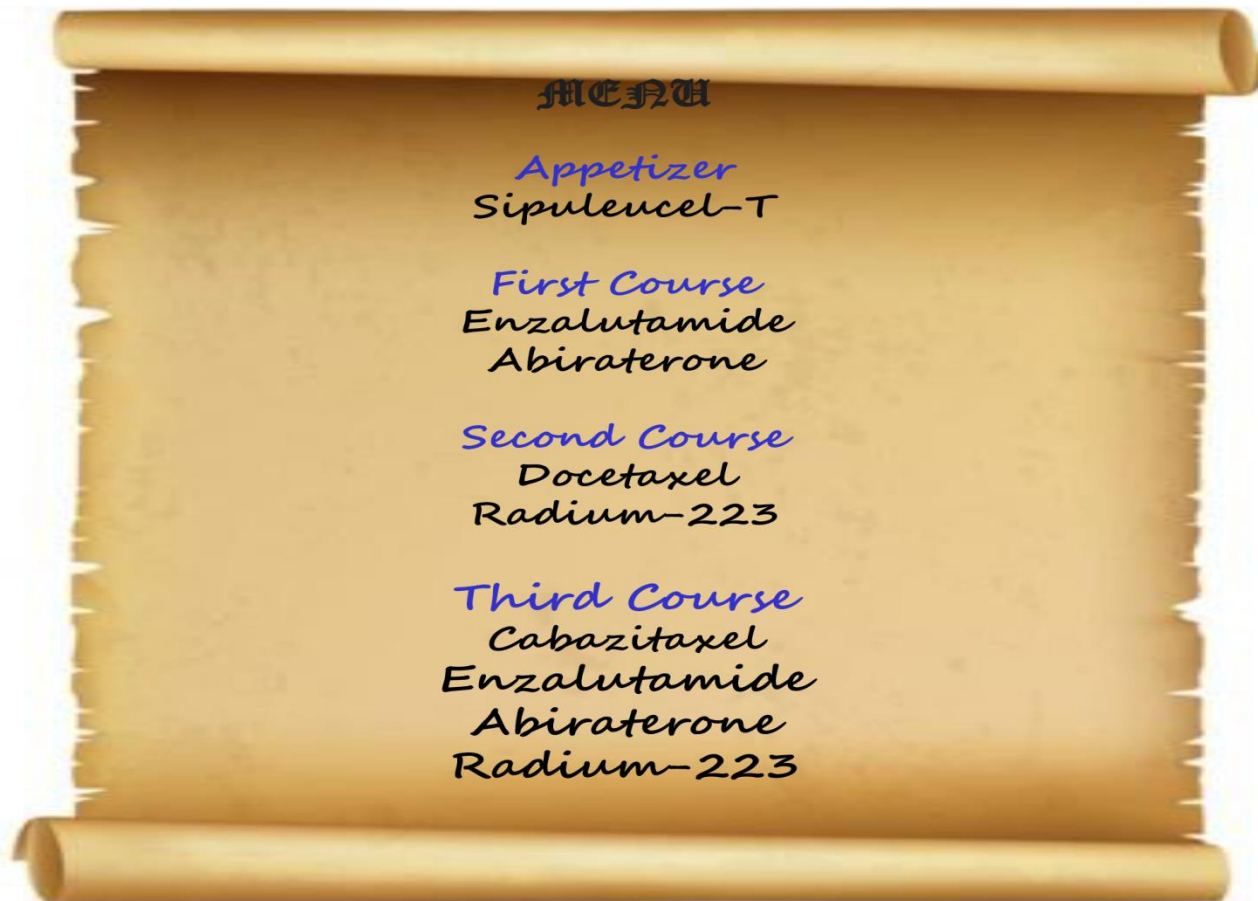 MENU
Appetizer
Sipuleucel-T
First Course
Enzalutamide
Abiraterone
Second Course
Docetaxel
Radium-223
Third Course
Cabazitaxel
Enzalutamide
Abiraterone
Radium-223